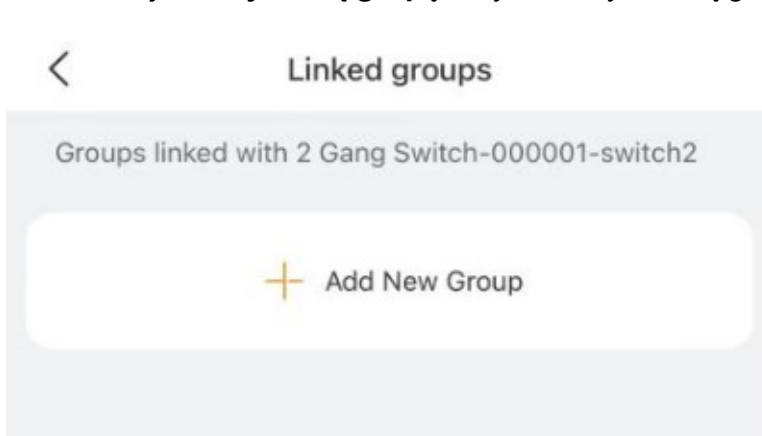 Linked groups
Groups linked with 2 Gang Switch-000001-switch2
Add New Group